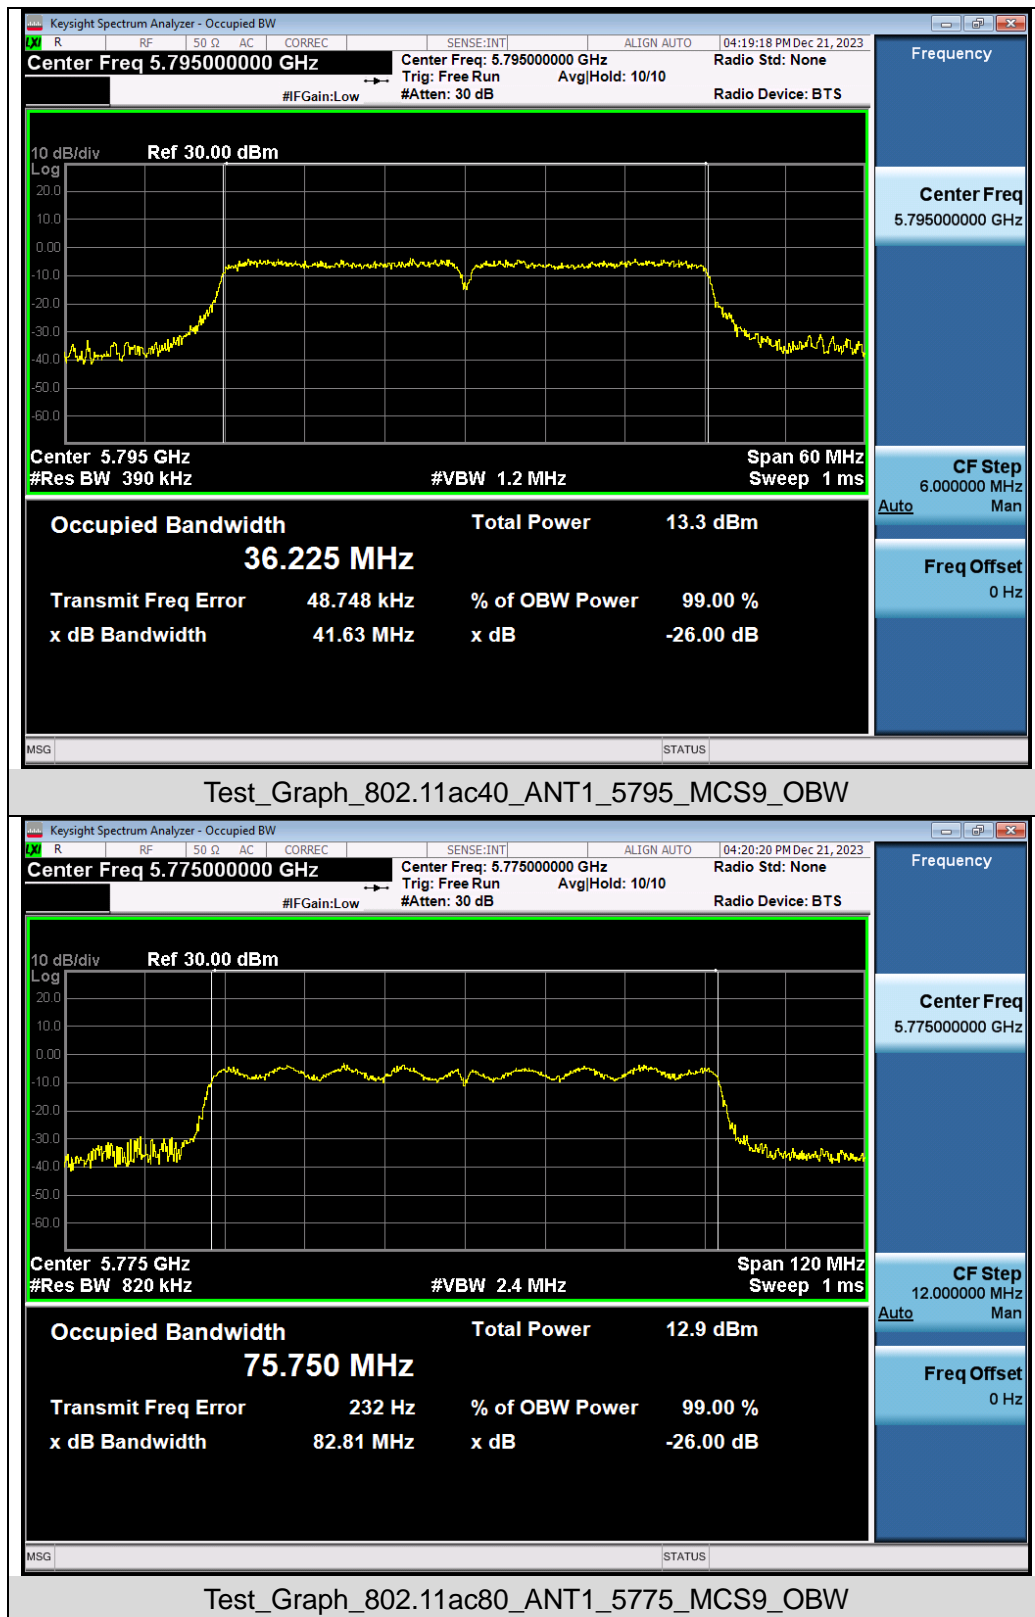 Keysight Spectrum Analyzer - Occupied BW
LXI R RF 50 Ω AC CORREC SENSE:INT ALIGN AUTO 04:19:18 PM Dec 21, 2023
Center Freq 5.795000000 GHz
Center Freq: 5.795000000 GHz Radio Std: None
Trig: Free Run Avg|Hold: 10/10
#IFGain:Low #Atten: 30 dB Radio Device: BTS
10 dB/div Ref 30.00 dBm
Log
20.0
10.0
0.00
-10.0
-20.0
-30.0
-40.0
-50.0
-60.0
Center 5.795 GHz Span 60 MHz
#Res BW 390 kHz #VBW 1.2 MHz Sweep 1 ms
Occupied Bandwidth Total Power 13.3 dBm
36.225 MHz
Transmit Freq Error 48.748 kHz % of OBW Power 99.00 %
x dB Bandwidth 41.63 MHz x dB -26.00 dB
MSG STATUS
Frequency
Center Freq
5.795000000 GHz
CF Step
6.000000 MHz
Auto Man
Freq Offset
0 Hz
Test_Graph_802.11ac40_ANT1_5795_MCS9_OBW
Keysight Spectrum Analyzer - Occupied BW
LXI R RF 50 Ω AC CORREC SENSE:INT ALIGN AUTO 04:20:20 PM Dec 21, 2023
Center Freq 5.775000000 GHz
Center Freq: 5.775000000 GHz Radio Std: None
Trig: Free Run Avg|Hold: 10/10
#IFGain:Low #Atten: 30 dB Radio Device: BTS
10 dB/div Ref 30.00 dBm
Log
20.0
10.0
0.00
-10.0
-20.0
-30.0
-40.0
-50.0
-60.0
Center 5.775 GHz Span 120 MHz
#Res BW 820 kHz #VBW 2.4 MHz Sweep 1 ms
Occupied Bandwidth Total Power 12.9 dBm
75.750 MHz
Transmit Freq Error 232 Hz % of OBW Power 99.00 %
x dB Bandwidth 82.81 MHz x dB -26.00 dB
MSG STATUS
Frequency
Center Freq
5.775000000 GHz
CF Step
12.000000 MHz
Auto Man
Freq Offset
0 Hz
Test_Graph_802.11ac80_ANT1_5775_MCS9_OBW